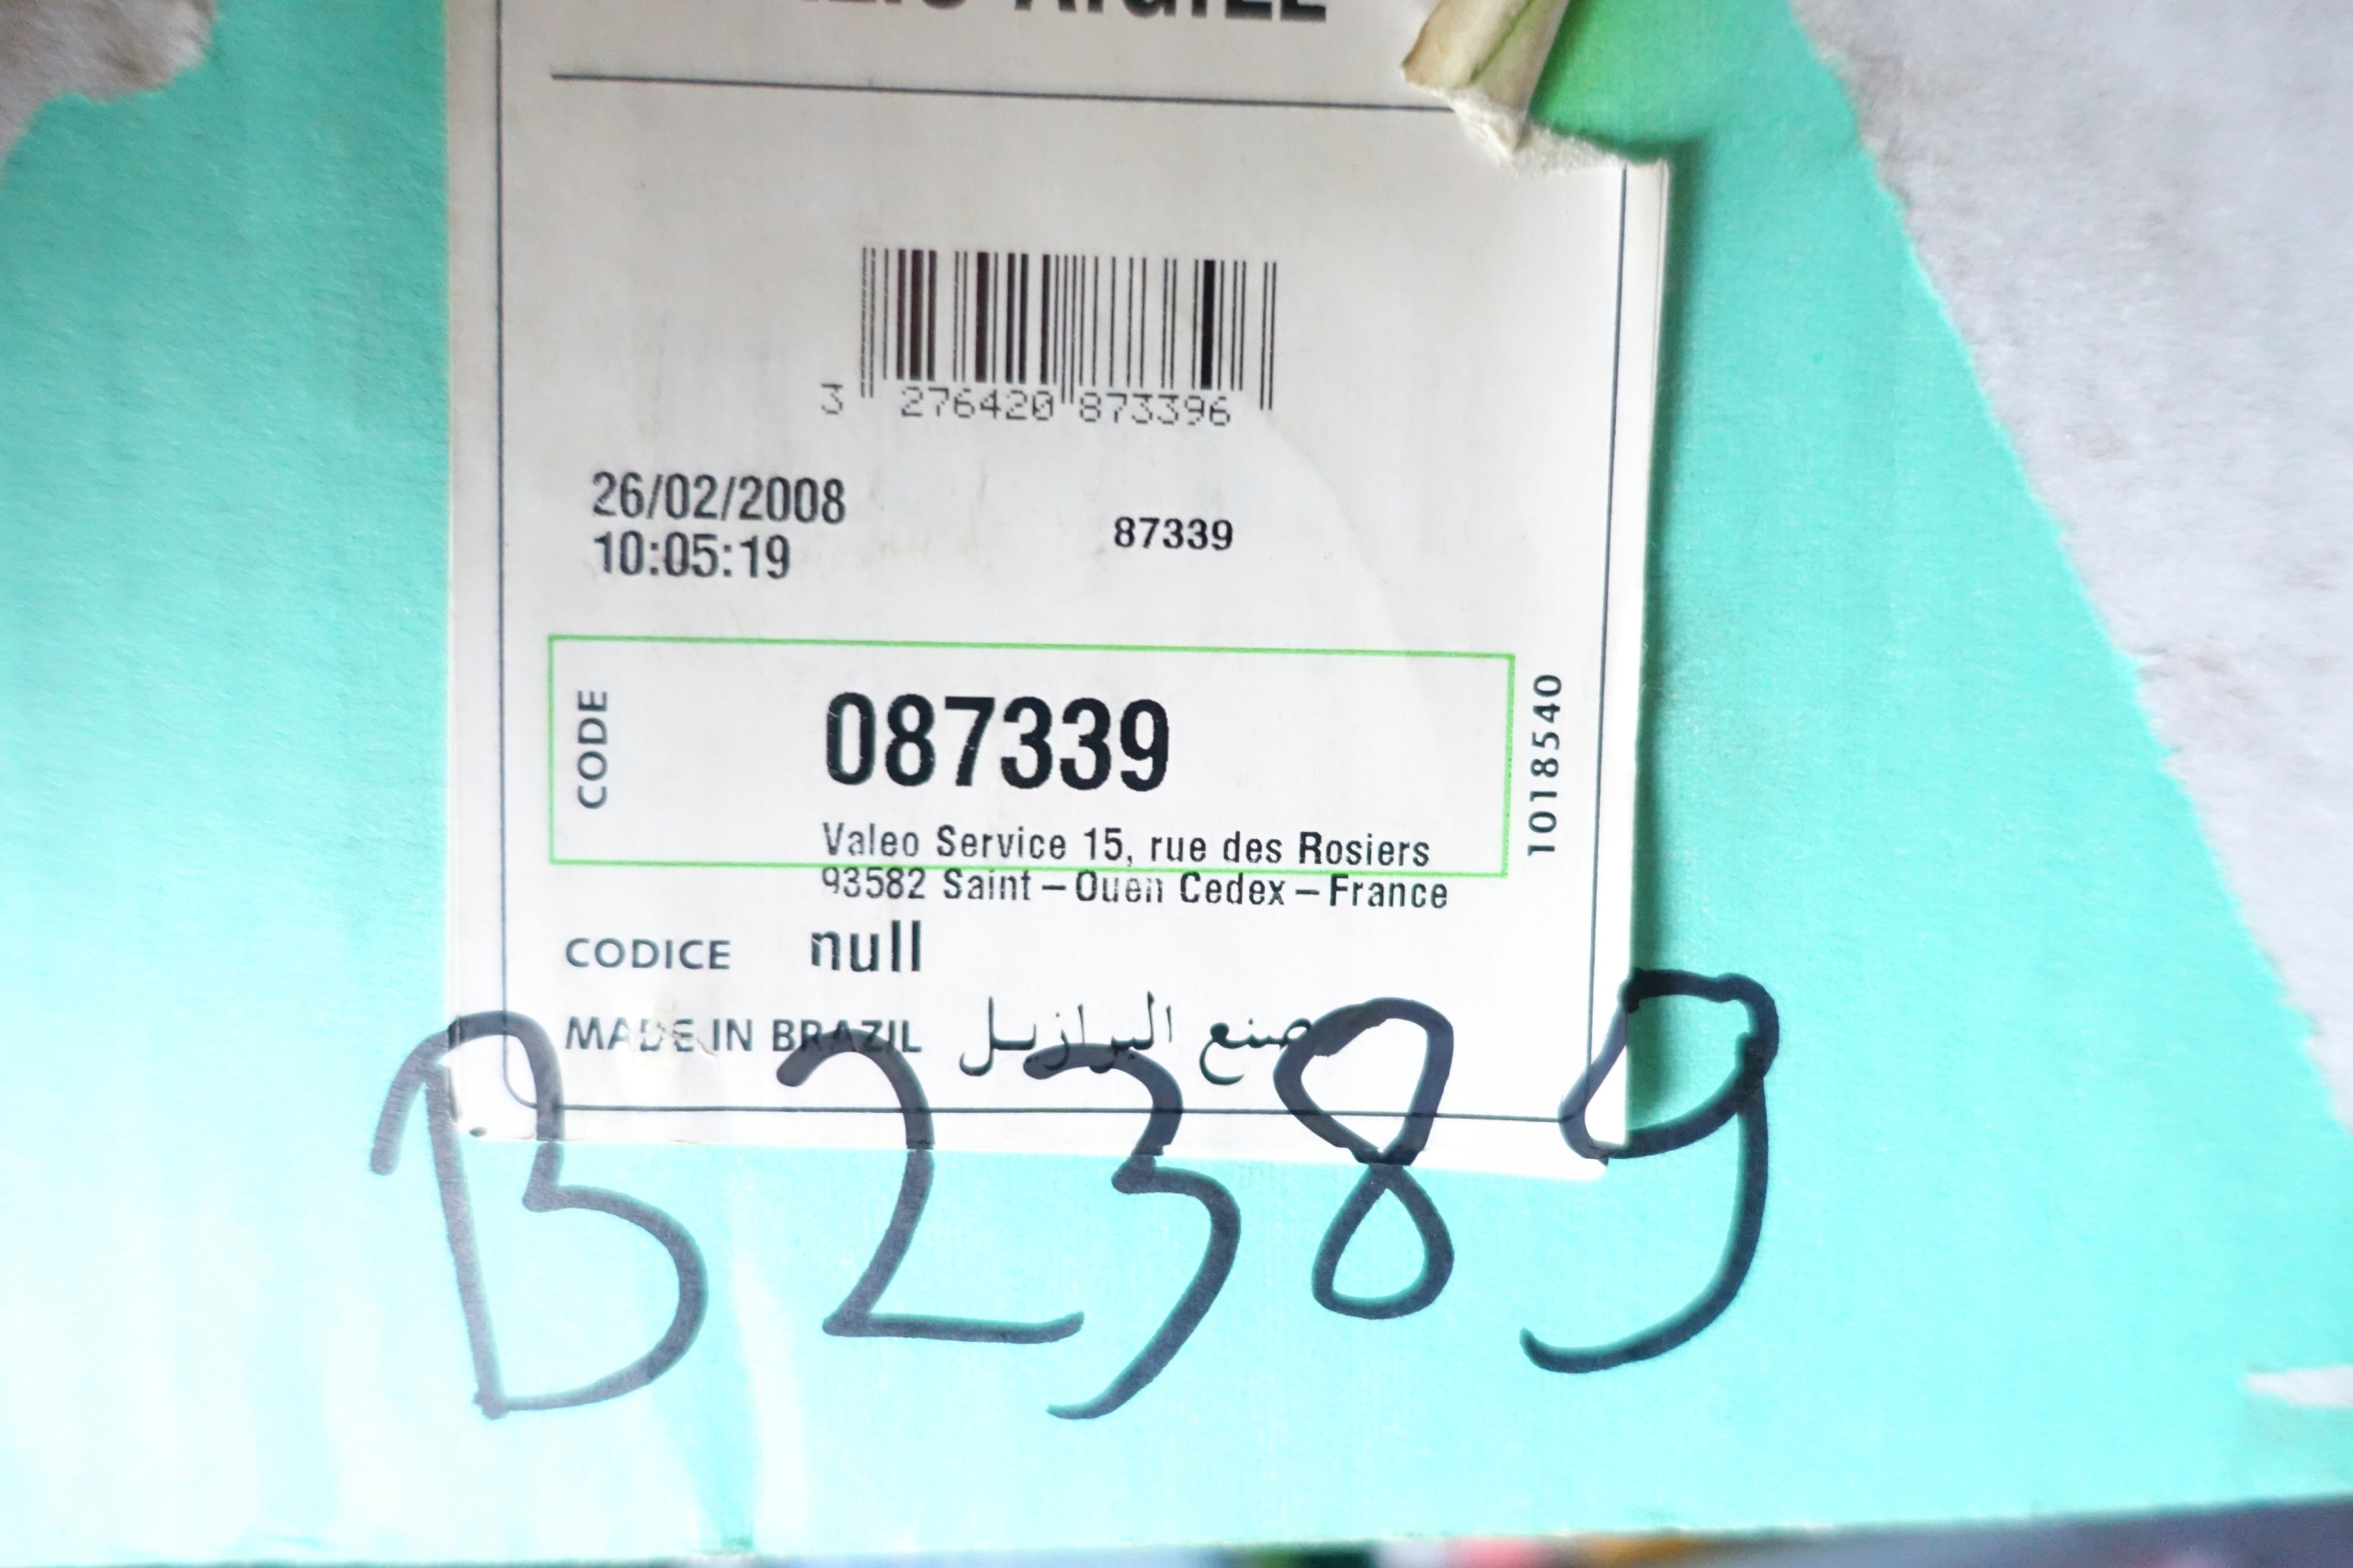 3 276420 873396
26/02/2008
10:05:19
87339
CODE
087339
1018540
Valeo Service 15, rue des Rosiers
93582 Saint – Ouen Cedex – France
CODICE null
MADE IN BRAZIL صنع البرازيل
B2389